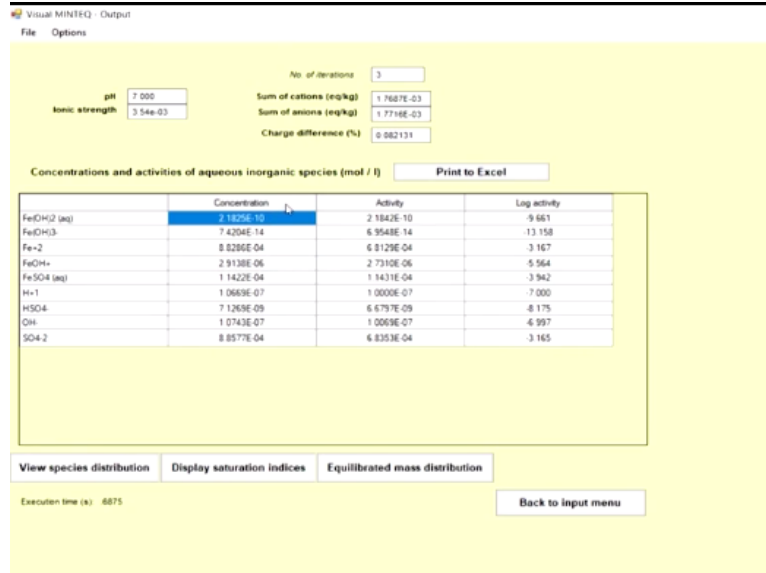 Visual MINTEQ - Output
File Options
No. of iterations 3
pH 7.000 Sum of cations (eq/kg) 1.7687E-03
Ionic strength 3.54e-03 Sum of anions (eq/kg) 1.7716E-03
Charge difference (%) 0.082131
Concentrations and activities of aqueous inorganic species (mol / l) Print to Excel
Concentration Activity Log activity
Fe(OH)2 (aq) 2.1825E-10 2.1842E-10 -9.661
Fe(OH)3- 7.4204E-14 6.9548E-14 -13.158
Fe+2 8.8286E-04 6.8129E-04 -3.167
FeOH+ 2.9138E-06 2.7310E-06 -5.564
FeSO4 (aq) 1.1422E-04 1.1431E-04 -3.942
H+1 1.0669E-07 1.0000E-07 -7.000
HSO4- 7.1269E-09 6.6797E-09 -8.175
OH- 1.0743E-07 1.0069E-07 -6.997
SO4-2 8.8577E-04 6.8353E-04 -3.165
View species distribution Display saturation indices Equilibrated mass distribution
Execution time (s) .6875 Back to input menu